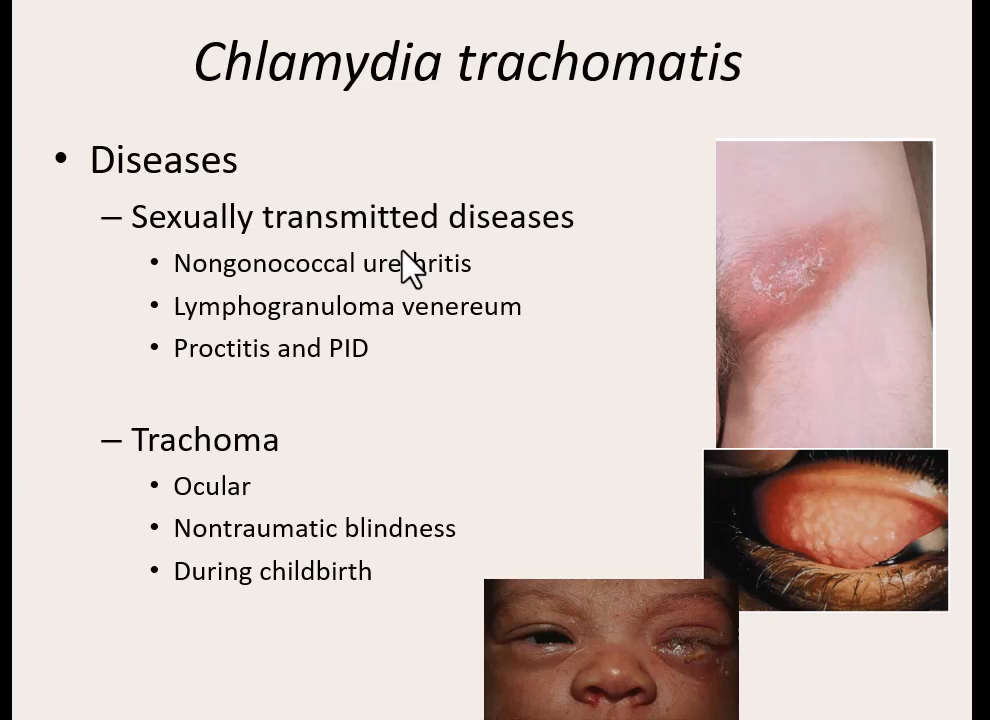 Chlamydia trachomatis
• Diseases
– Sexually transmitted diseases
• Nongonococcal urethritis
• Lymphogranuloma venereum
• Proctitis and PID
– Trachoma
• Ocular
• Nontraumatic blindness
• During childbirth